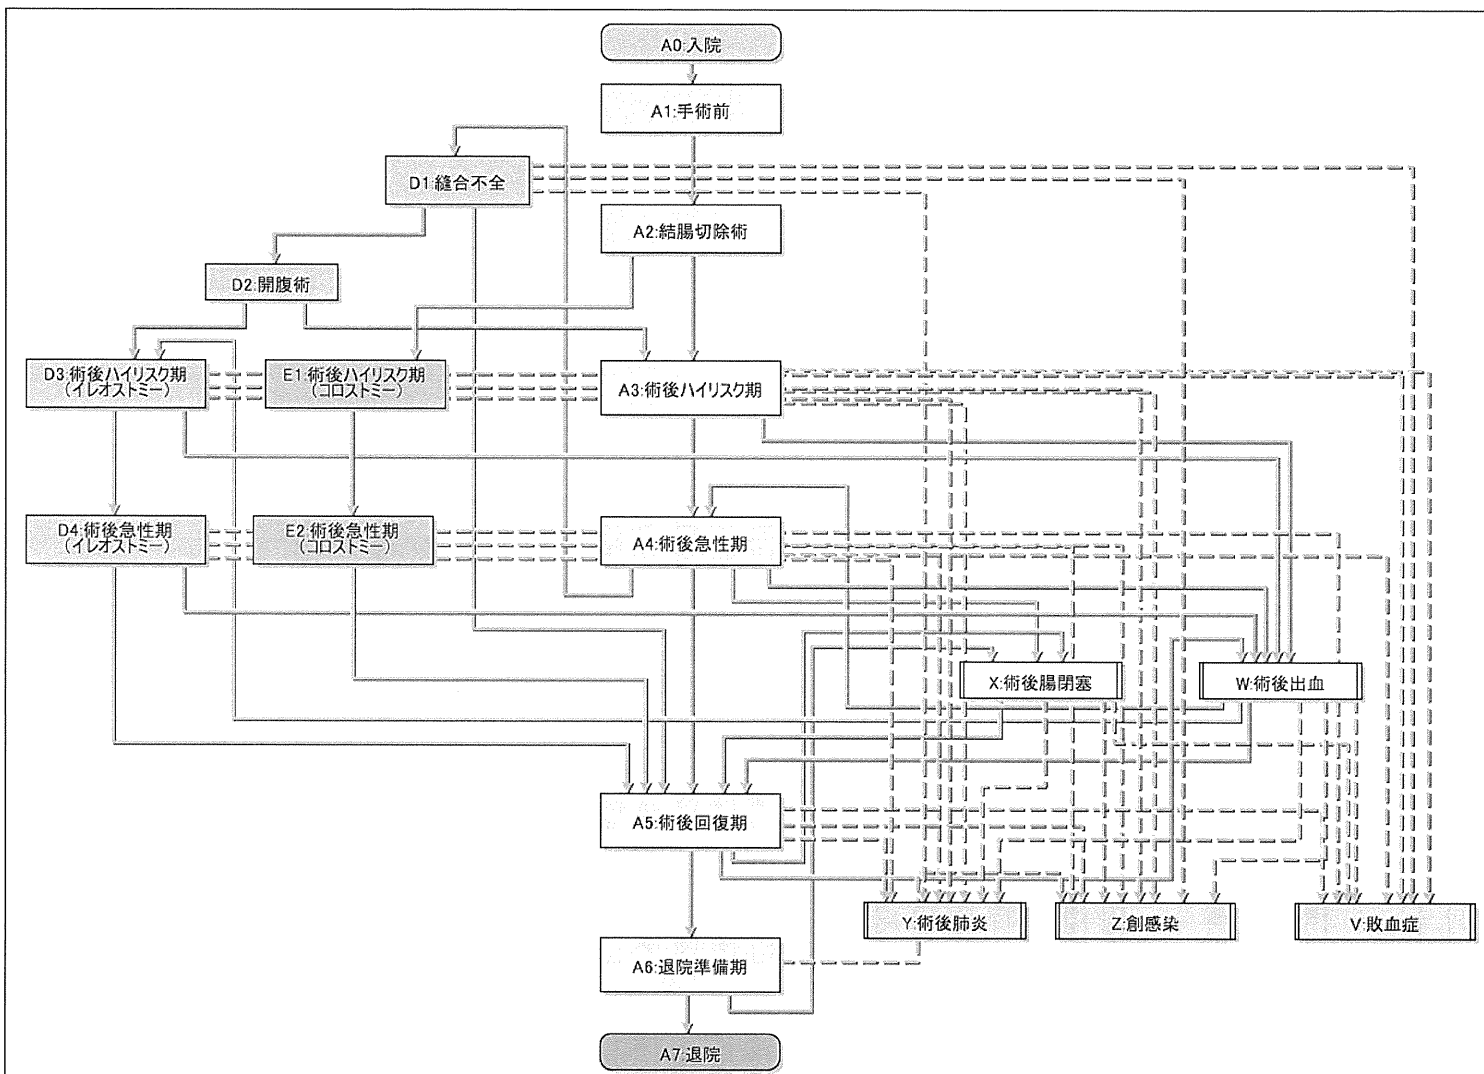 A0:入院
A1:手術前
D1:縫合不全
A2:結腸切除術
D2:開腹術
D3:術後ハイリスク期
(イレオストミー)
E1:術後ハイリスク期
(コロストミー)
A3:術後ハイリスク期
D4:術後急性期
(イレオストミー)
E2:術後急性期
(コロストミー)
A4:術後急性期
X:術後腸閉塞
W:術後出血
A5:術後回復期
Y:術後肺炎
Z:創感染
V:敗血症
A6:退院準備期
A7:退院